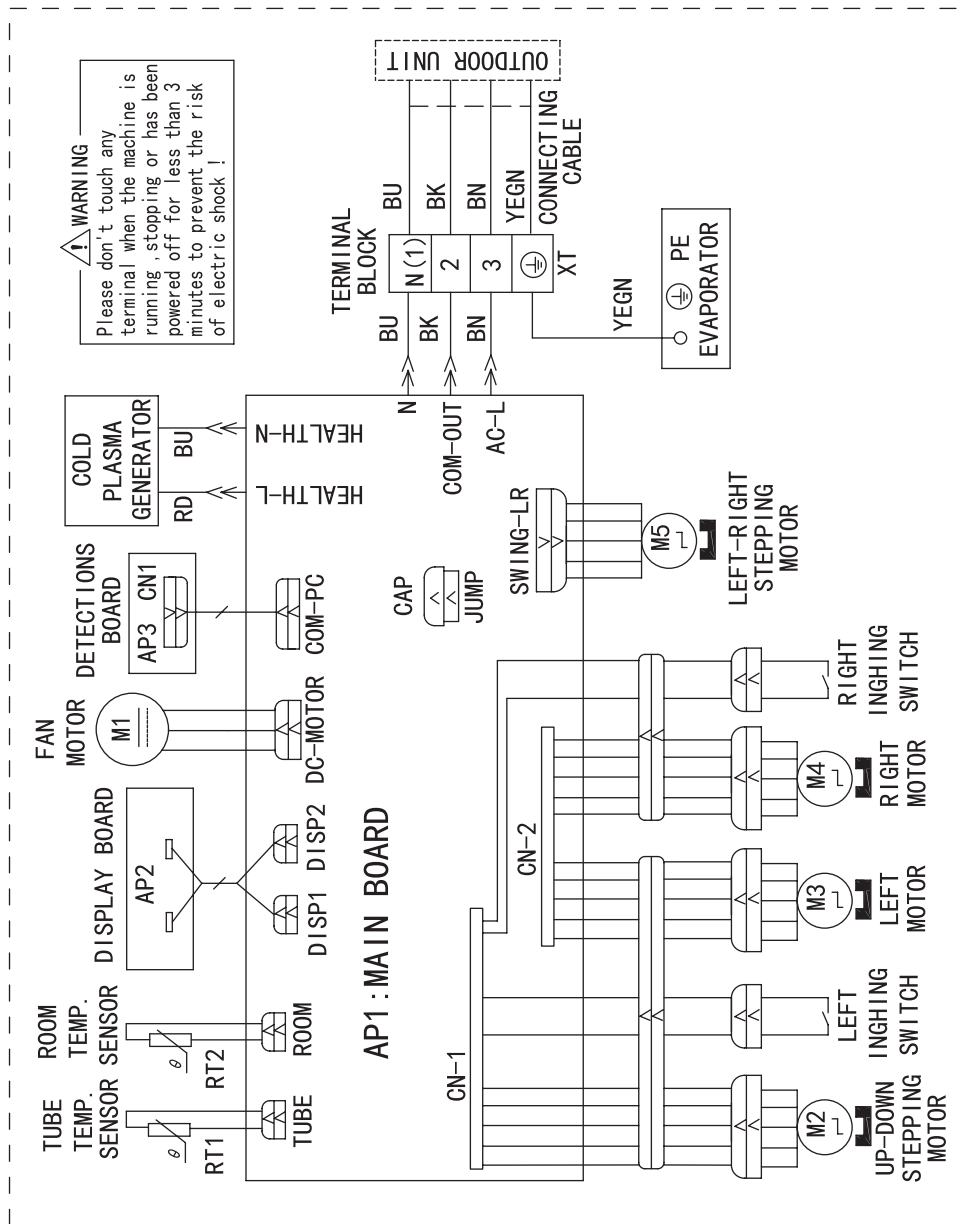 TUBE
TEMP.
SENSOR
RT1
TUBE
ROOM
TEMP.
SENSOR
RT2
ROOM
DISPLAY BOARD
AP2
DISP1
DISP2
FAN
MOTOR
M1
DC-MOTOR
DETECTIONS
BOARD
AP3 CN1
COM-PC
COLD
PLASMA
GENERATOR
RD
BU
HEALTH-L
HEALTH-N
WARNING
Please don't touch any
terminal when the machine is
running ,stopping or has been
powered off for less than 3
minutes to prevent the risk
of electric shock !
AP1:MAIN BOARD
CAP
JUMP
N
COM-OUT
AC-L
BU
BK
BN
TERMINAL
BLOCK
N(1)
2
3
XT
BU
BK
BN
YEGN
CONNECTING
CABLE
OUTDOOR UNIT
YEGN
PE
EVAPORATOR
CN-1
CN-2
SWING-LR
M2
UP-DOWN
STEPPING
MOTOR
LEFT
INGHING
SWITCH
M3
LEFT
MOTOR
M4
RIGHT
MOTOR
RIGHT
INGHING
SWITCH
M5
LEFT-RIGHT
STEPPING
MOTOR